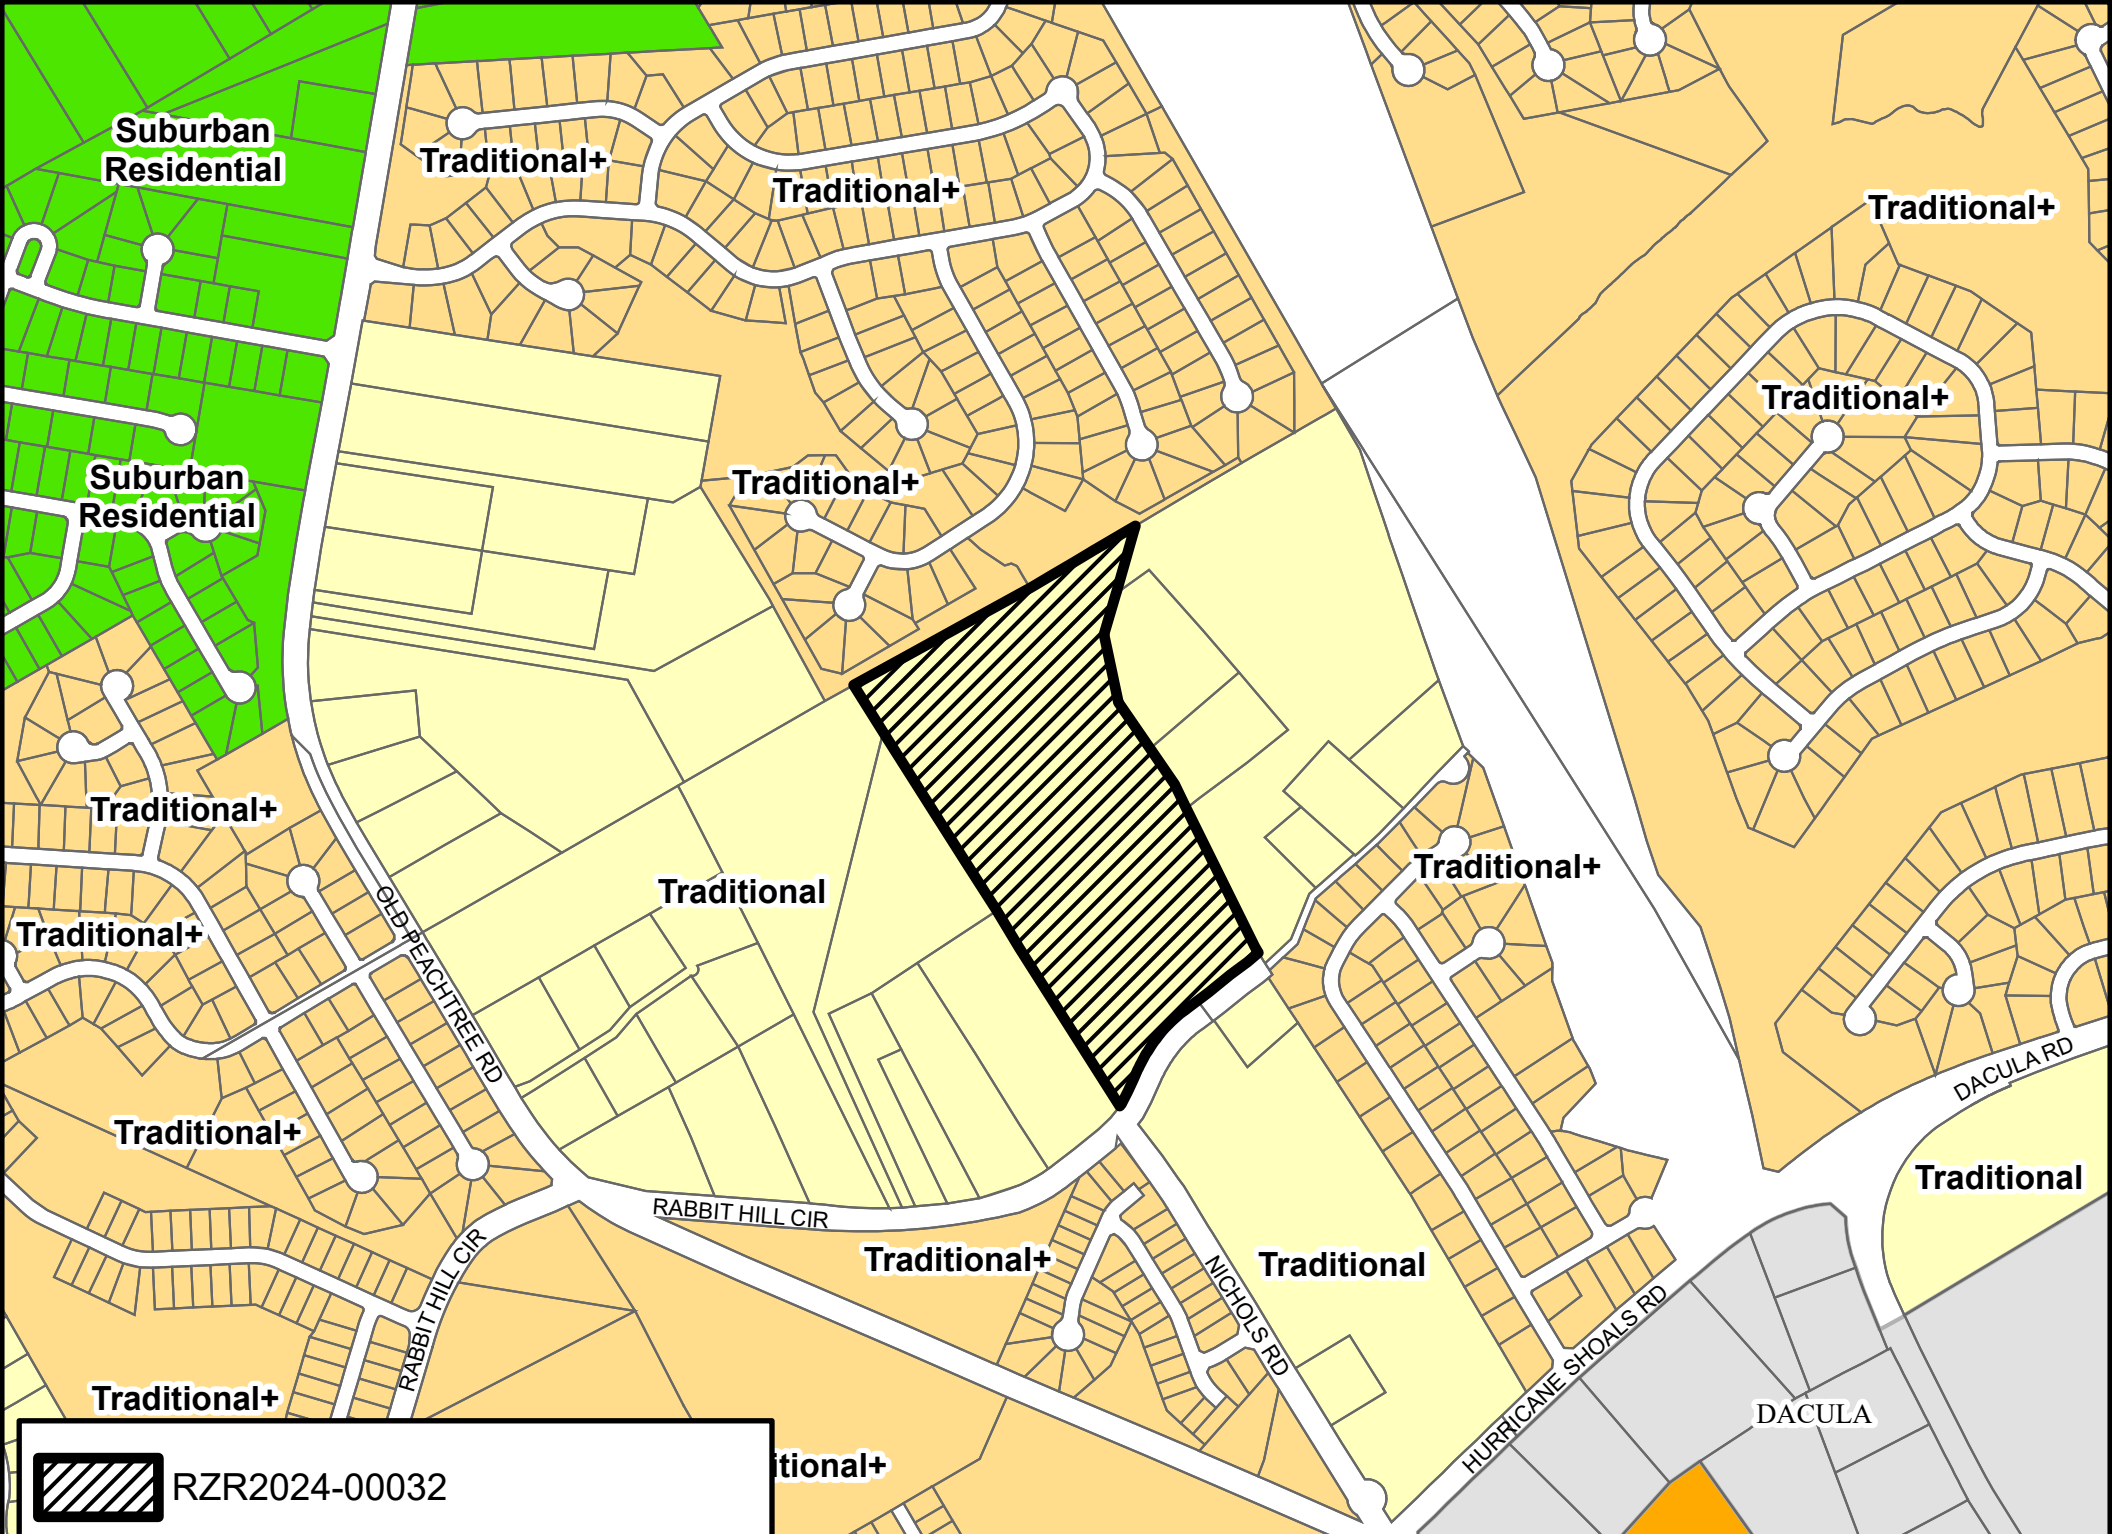 Suburban
Residential
Traditional+
Traditional+
Traditional+
Traditional+
Suburban
Residential
Traditional+
Traditional+
Traditional+
Traditional
Traditional+
OLD PEACHTREE RD
DACULA RD
Traditional+
Traditional
RABBIT HILL CIR
RABBIT HILL CIR
Traditional+
NICHOLS RD
Traditional
HURRICANE SHOALS RD
Traditional+
DACULA
itional+
RZR2024-00032